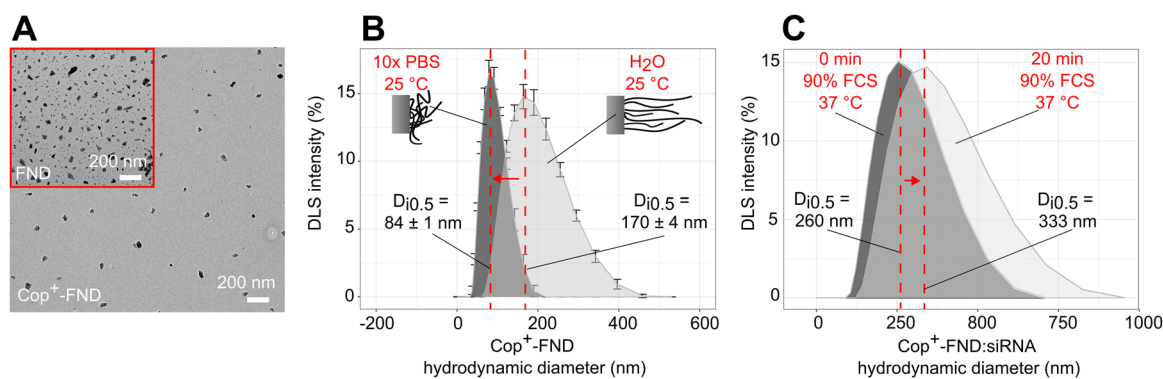 A
FND
200 nm
Cop+-FND
200 nm
B
10x PBS
25 °C
H2O
25 °C
Di0.5 =
84 ± 1 nm
Di0.5 =
170 ± 4 nm
DLS intensity (%)
15
10
5
0
-200
0
200
400
600
Cop+-FND
hydrodynamic diameter (nm)
C
0 min
90% FCS
37 °C
20 min
90% FCS
37 °C
Di0.5 =
260 nm
Di0.5 =
333 nm
DLS intensity (%)
15
10
5
0
0
250
800
600
1000
Cop+-FND:siRNA
hydrodynamic diameter (nm)